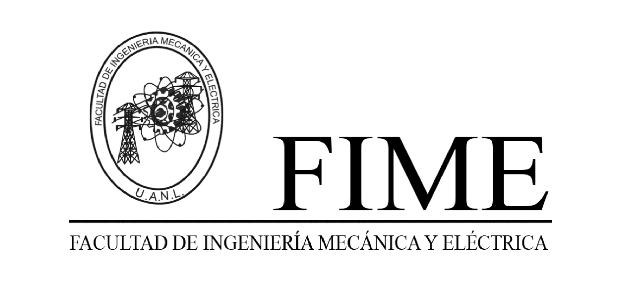 FACULTAD DE INGENIERIA MECANICA Y ELECTRICA
U.A.N.L.
FIME
FACULTAD DE INGENIERÍA MECÁNICA Y ELÉCTRICA